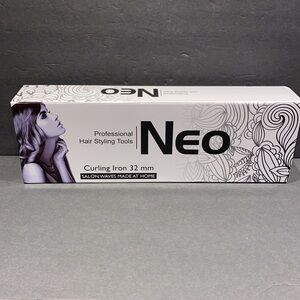 Professional
Hair Styling Tools
NEO
Curling Iron 32 mm
SALON WAVES MADE AT HOME
NEO